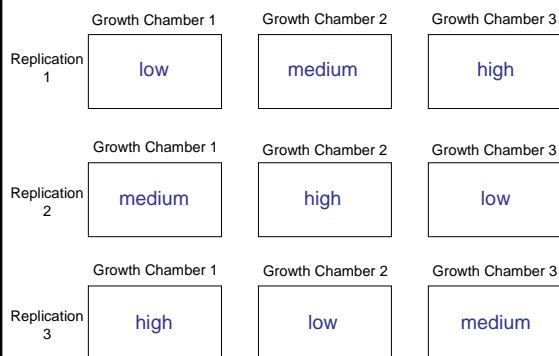 Growth Chamber 1 Growth Chamber 2 Growth Chamber 3
Replication
1
low medium high
Growth Chamber 1 Growth Chamber 2 Growth Chamber 3
Replication
2
medium high low
Growth Chamber 1 Growth Chamber 2 Growth Chamber 3
Replication
3
high low medium